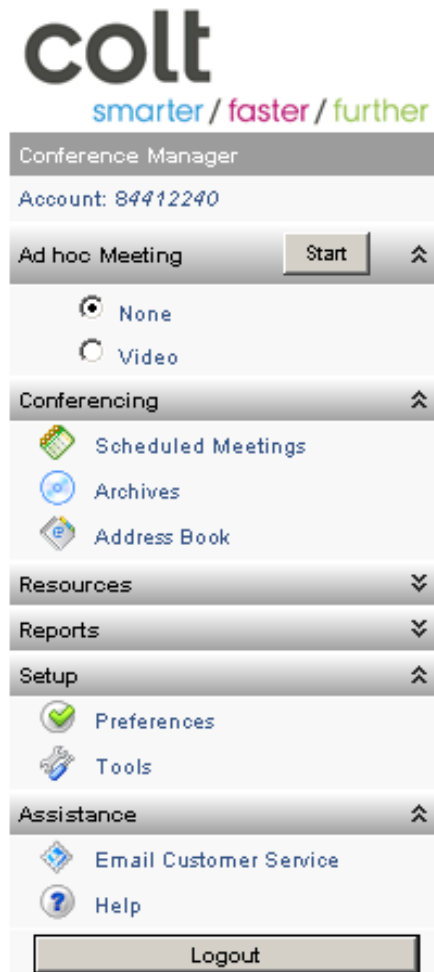 colt
smarter / faster / further
Conference Manager
Account: 84412240
Ad hoc Meeting Start
None
Video
Conferencing
Scheduled Meetings
Archives
Address Book
Resources
Reports
Setup
Preferences
Tools
Assistance
Email Customer Service
Help
Logout